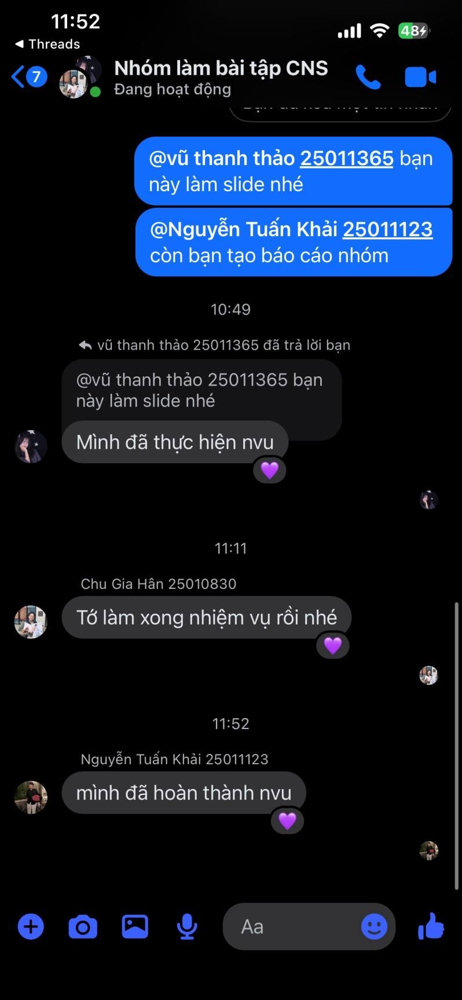 11:52
Threads
48
7
Nhóm làm bài tập CNS
Đang hoạt động
@vũ thanh thảo 25011365 bạn
này làm slide nhé
@Nguyễn Tuấn Khải 25011123
còn bạn tạo báo cáo nhóm
10:49
vũ thanh thảo 25011365 đã trả lời bạn
@vũ thanh thảo 25011365 bạn
này làm slide nhé
Mình đã thực hiện nvu
11:11
Chu Gia Hân 25010830
Tớ làm xong nhiệm vụ rồi nhé
11:52
Nguyễn Tuấn Khải 25011123
mình đã hoàn thành nvu
Aa